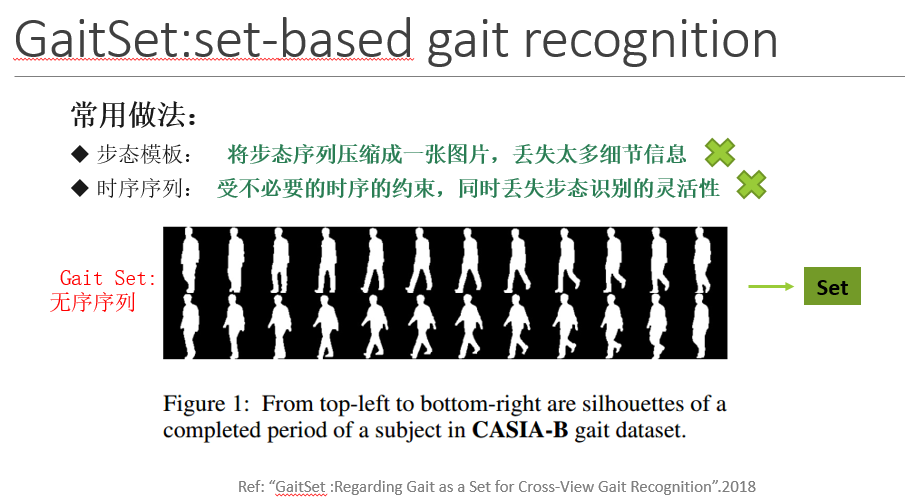 GaitSet:set-based gait recognition
常用做法：
◆ 步态模板： 将步态序列压缩成一张图片，丢失太多细节信息
◆ 时序序列： 受不必要的时序的约束，同时丢失步态识别的灵活性
Gait Set:
无序序列
Set
Figure 1: From top-left to bottom-right are silhouettes of a
completed period of a subject in CASIA-B gait dataset.
Ref: “GaitSet :Regarding Gait as a Set for Cross-View Gait Recognition”.2018